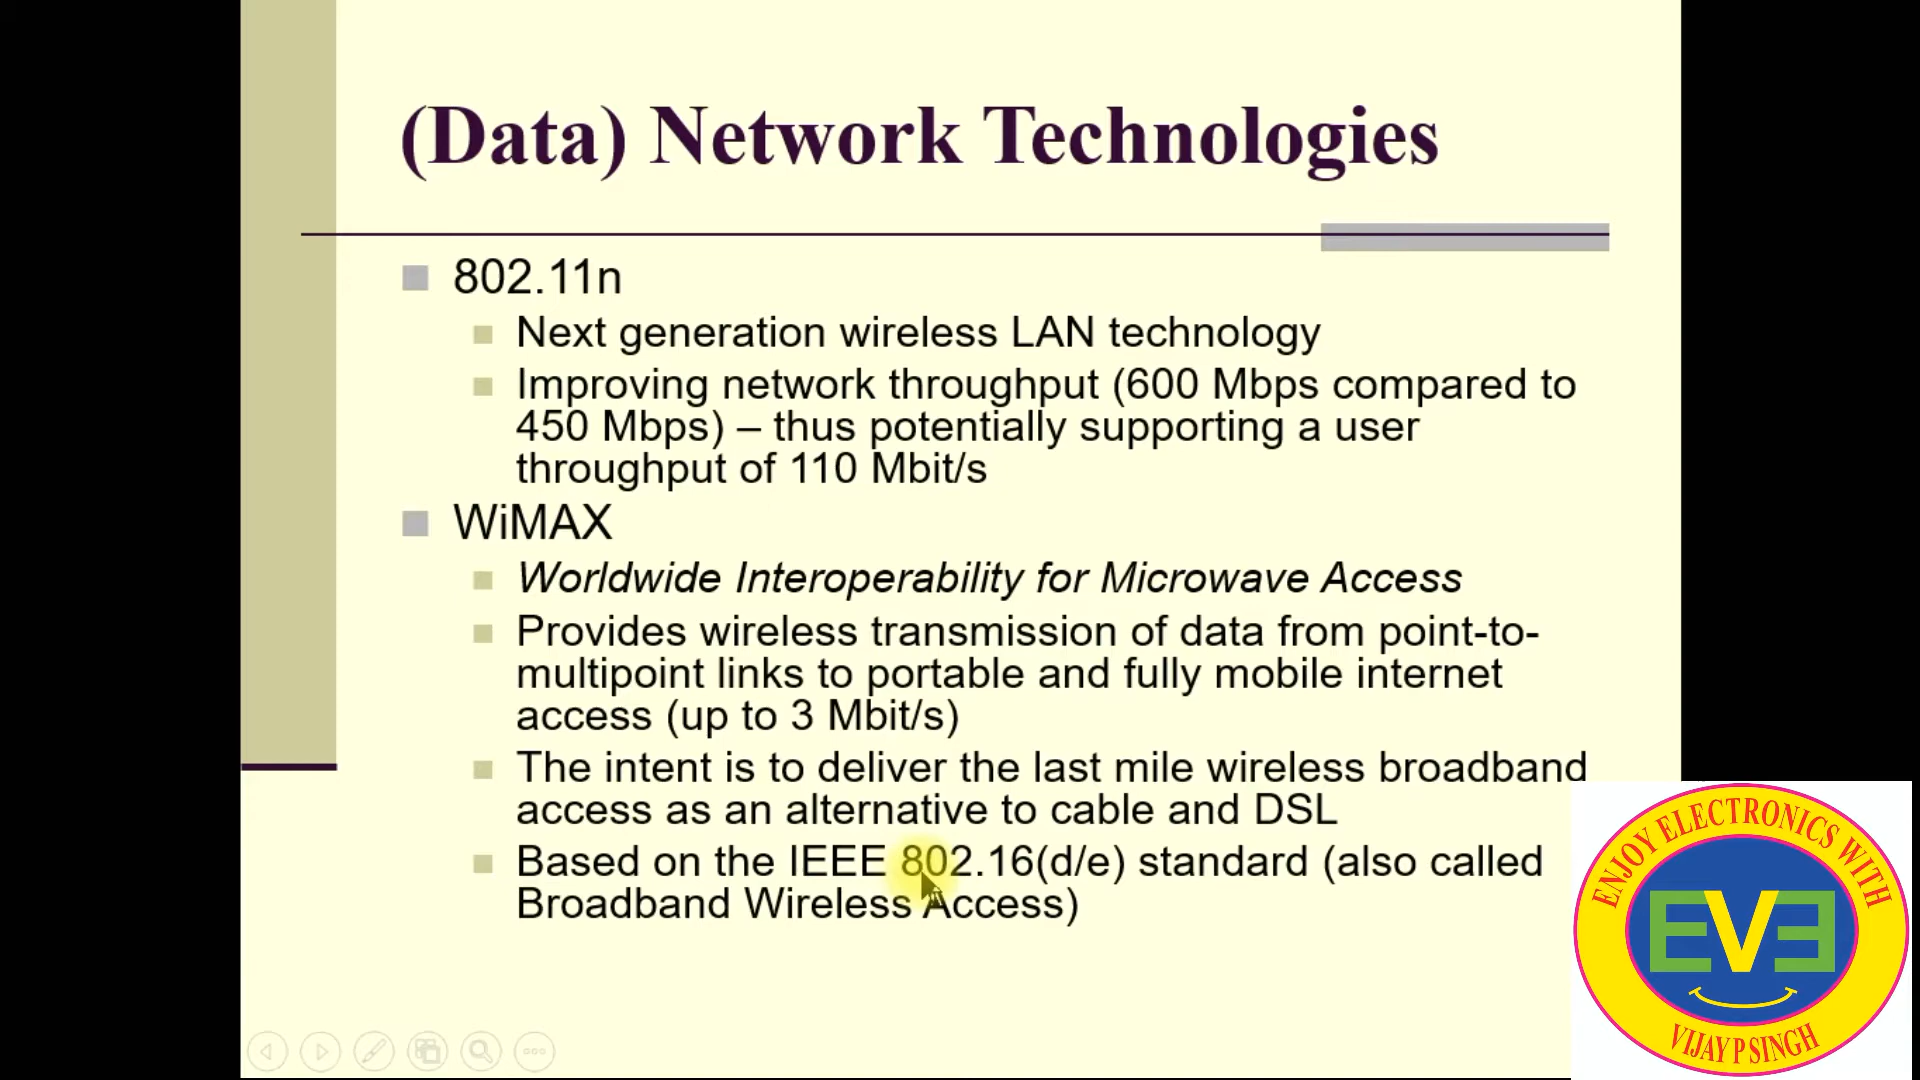 (Data) Network Technologies
802.11n
Next generation wireless LAN technology
Improving network throughput (600 Mbps compared to
450 Mbps) – thus potentially supporting a user
throughput of 110 Mbit/s
WiMAX
Worldwide Interoperability for Microwave Access
Provides wireless transmission of data from point-to-
multipoint links to portable and fully mobile internet
access (up to 3 Mbit/s)
The intent is to deliver the last mile wireless broadband
access as an alternative to cable and DSL
Based on the IEEE 802.16(d/e) standard (also called
Broadband Wireless Access)
ENJOY ELECTRONICS WITH
EVE
VIJAY P SINGH